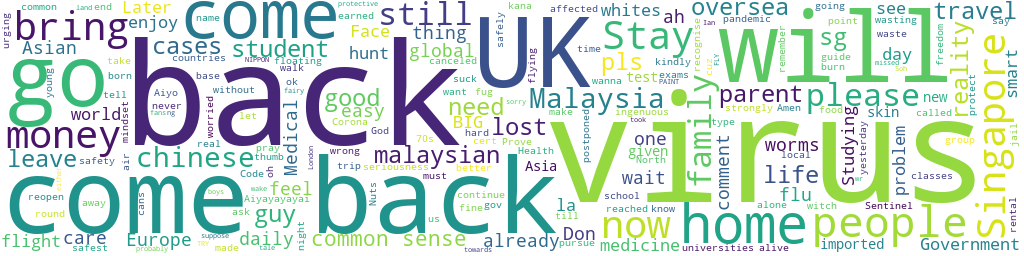 back
virus
come back
UK
will
go
come
home
people
Singapore
bring
money
now
Stay
still
Malaysia
please
family
student
parent
chinese
malaysian
common sense
travel
oversea
reality
life
good
need
lost
guy
flight
leave
care
Europe
daily
already
Don
la
medicine
Government
imported
Studying
Medical
Asian
Later
enjoy
cases
Face
hunt
global
thing
easy
BIG
world
feel
Asia
wait
one
given
comment
flu
worms
skin
problem
sg
day
see
smart
whites
ah
pls
test
new
Sentinel
universities
alive
alone
witch
food
called
type
strongly
Amen
ingenuous
make
North
local
yesterday
school
reached
know
till
pursue
postponed
took
sorry
exams
kindly
time
safely
kana
affected
pandemic
name
earned
protective
common
land
end
urging
countries
NIPPON
floating
canceled
flying
suck
wanna
want
fug
Corona
70s
cert
Prove
hard
better
Health
God
wrong
trip
seriousness
must
pray
thumb
ok
fairy
walk
base
without
let
real
worried
never
fansng
Aiyo
born
tell
take
young
mindset
air
safety
Code
oh
Aiyayayayai
wake
London
Nuts
us
continue
fine
gov
towards
reopen
away
cans
boys
ask
round
safest
made
night
suppose
probably
tale
recognise
remember
guide
burn
point
going
wasting
waste
missed
say
freedom
protect
group
jail
rental
classes
Ian
FLY
PAINT
Son